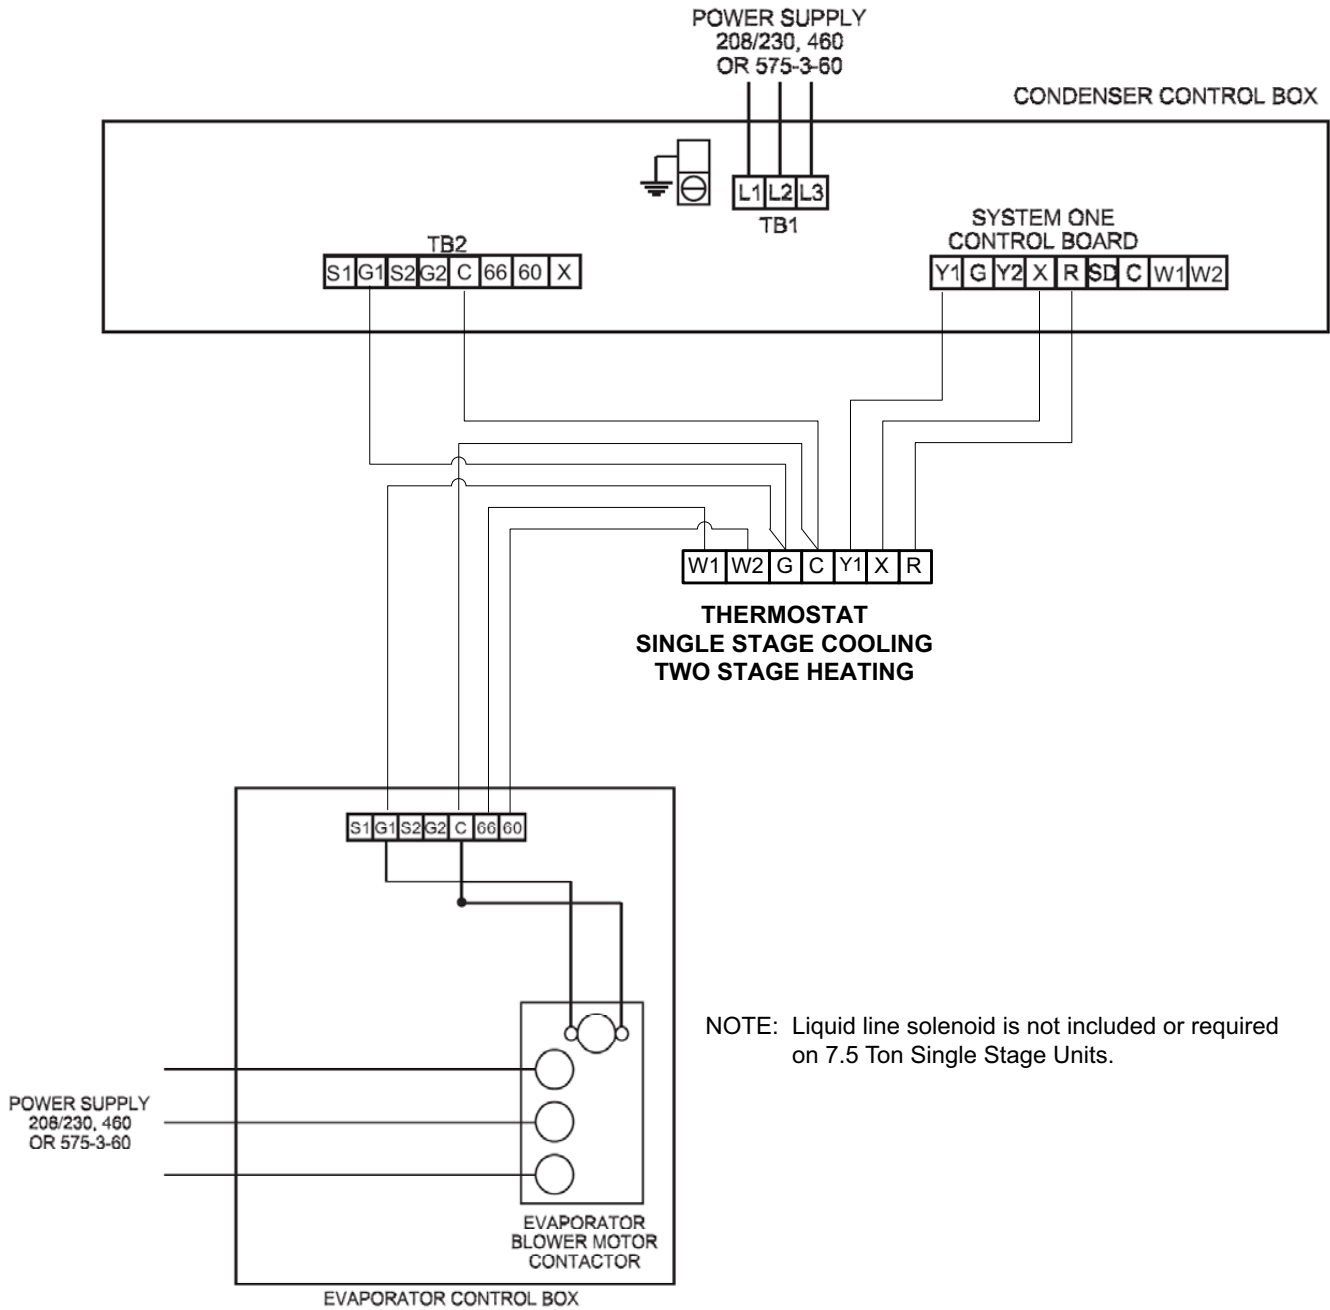 POWER SUPPLY
208/230, 460
OR 575-3-60
CONDENSER CONTROL BOX
L1 L2 L3
TB1
SYSTEM ONE
CONTROL BOARD
TB2
S1 G1 S2 G2 C 66 60 X
Y1 G Y2 X R SD C W1 W2
W1 W2 G C Y1 X R
THERMOSTAT
SINGLE STAGE COOLING
TWO STAGE HEATING
S1 G1 S2 G2 C 66 60
NOTE: Liquid line solenoid is not included or required
on 7.5 Ton Single Stage Units.
POWER SUPPLY
208/230, 460
OR 575-3-60
EVAPORATOR
BLOWER MOTOR
CONTACTOR
EVAPORATOR CONTROL BOX